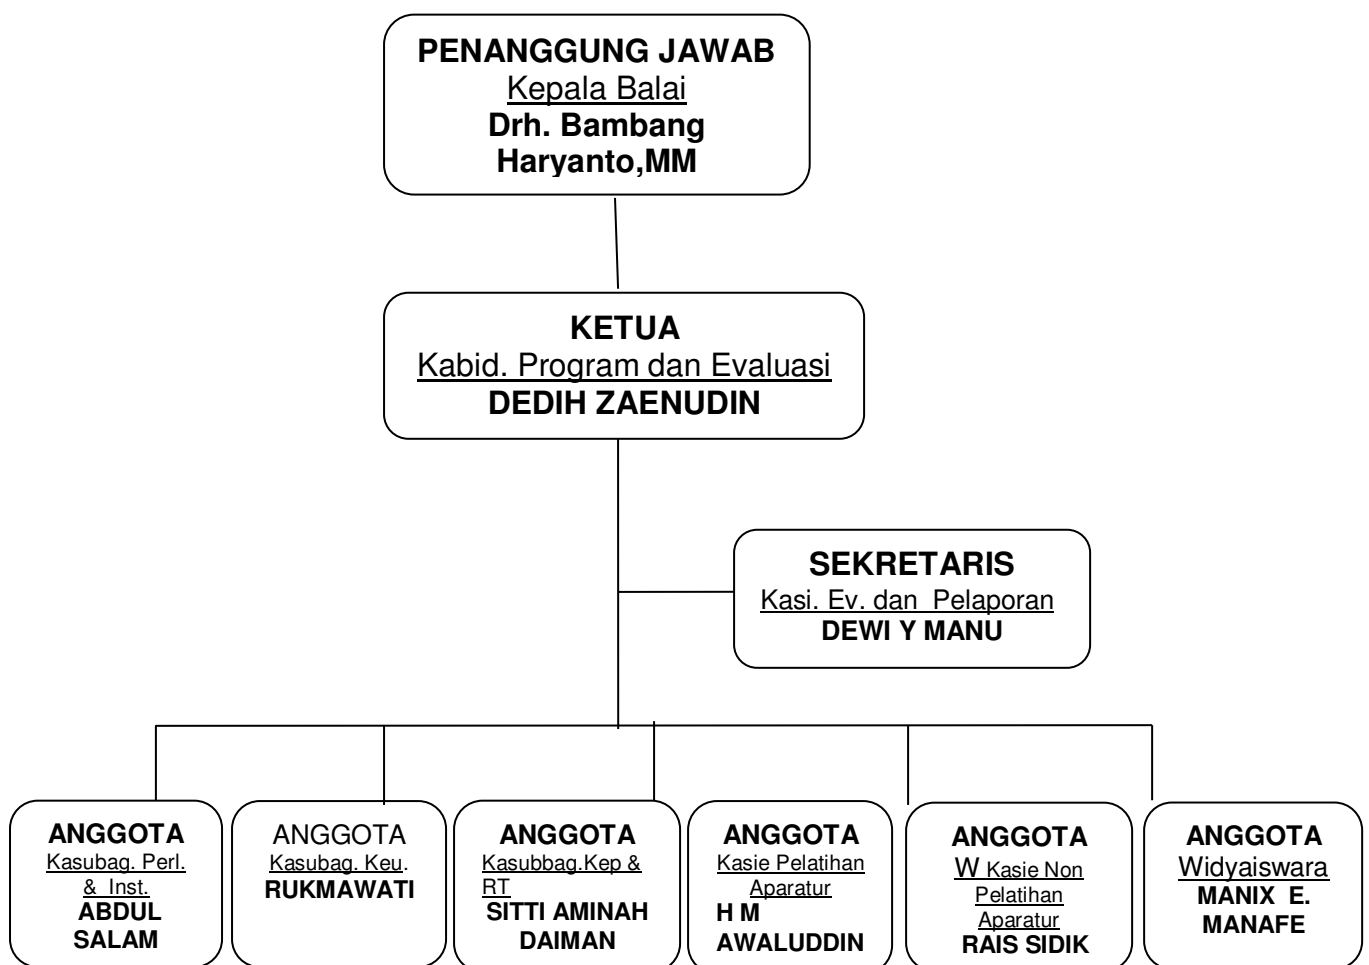 PENANGGUNG JAWAB
Kepala Balai
Drh. Bambang
Haryanto,MM
KETUA
Kabid. Program dan Evaluasi
DEDIH ZAENUDIN
SEKRETARIS
Kasi. Ev. dan Pelaporan
DEWI Y MANU
ANGGOTA
Kasubag. Perl.
& Inst.
ABDUL
SALAM
ANGGOTA
Kasubag. Keu.
RUKMAWATI
ANGGOTA
Kasubbag.Kep &
RT
SITTI AMINAH
DAIMAN
ANGGOTA
Kasie Pelatihan
Aparatur
H M
AWALUDDIN
ANGGOTA
W Kasie Non
Pelatihan
Aparatur
RAIS SIDIK
ANGGOTA
Widyaiswara
MANIX E.
MANAFE